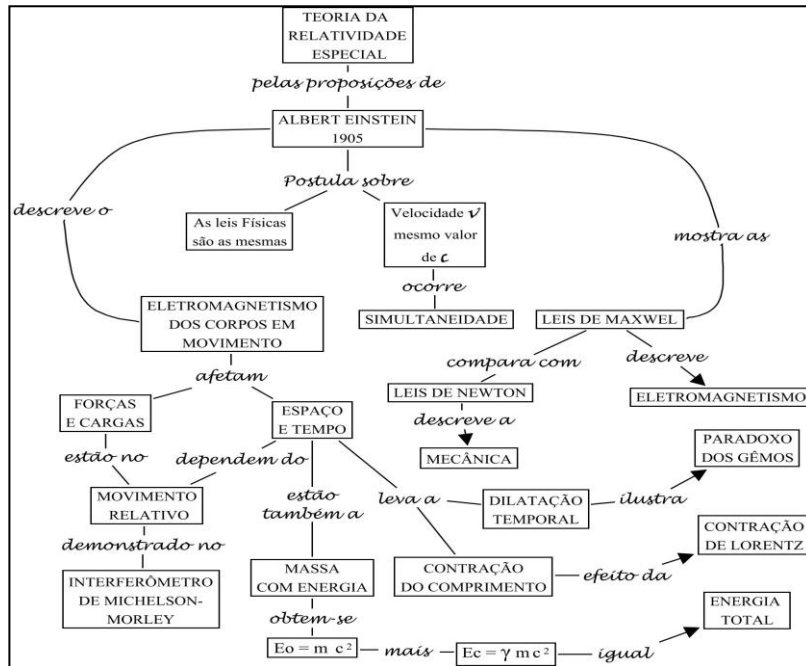 TEORIA DA
RELATIVIDADE
ESPECIAL
pelas proposições de
ALBERT EINSTEIN
1905
descreve o
Postula sobre
mostra as
As leis Físicas
são as mesmas
Velocidade v
mesmo valor
de c
ocorre
SIMULTANEIDADE
ELETROMAGNETISMO
DOS CORPOS EM
MOVIMENTO
LEIS DE MAXWEL
afetam
compara com
descreve
FORÇAS
E CARGAS
ESPAÇO
E TEMPO
LEIS DE NEWTON
ELETROMAGNETISMO
descreve a
MECÂNICA
estão no
dependem do
estão
também a
leva a
MOVIMENTO
RELATIVO
DILATAÇÃO
TEMPORAL
ilustra
PARADOXO
DOS GÊMOS
demonstrado no
INTERFERÔMETRO
DE MICHELSON-
MORLEY
MASSA
COM ENERGIA
CONTRAÇÃO
DO COMPRIMENTO
efeito da
CONTRAÇÃO
DE LORENTZ
obtem-se
Eo = m c²
mais
Ec = γ m c²
igual
ENERGIA
TOTAL